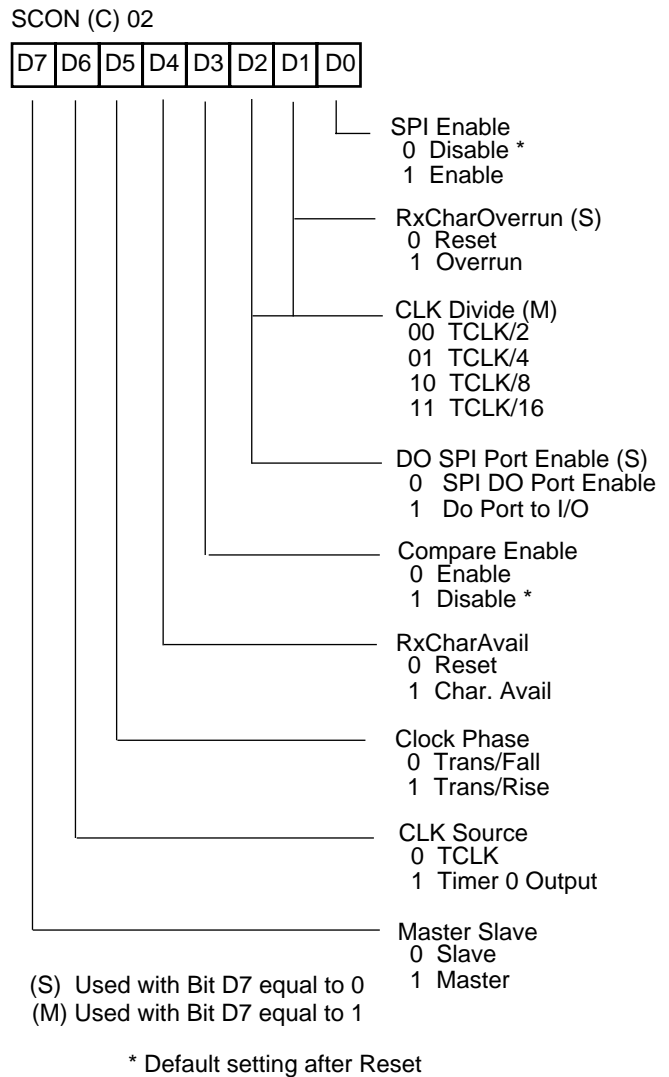 SCON (C) 02
D7 D6 D5 D4 D3 D2 D1 D0
SPI Enable
0 Disable *
1 Enable
RxCharOverrun (S)
0 Reset
1 Overrun
CLK Divide (M)
00 TCLK/2
01 TCLK/4
10 TCLK/8
11 TCLK/16
DO SPI Port Enable (S)
0 SPI DO Port Enable
1 Do Port to I/O
Compare Enable
0 Enable
1 Disable *
RxCharAvail
0 Reset
1 Char. Avail
Clock Phase
0 Trans/Fall
1 Trans/Rise
CLK Source
0 TCLK
1 Timer 0 Output
Master Slave
0 Slave
1 Master
(S) Used with Bit D7 equal to 0
(M) Used with Bit D7 equal to 1
* Default setting after Reset